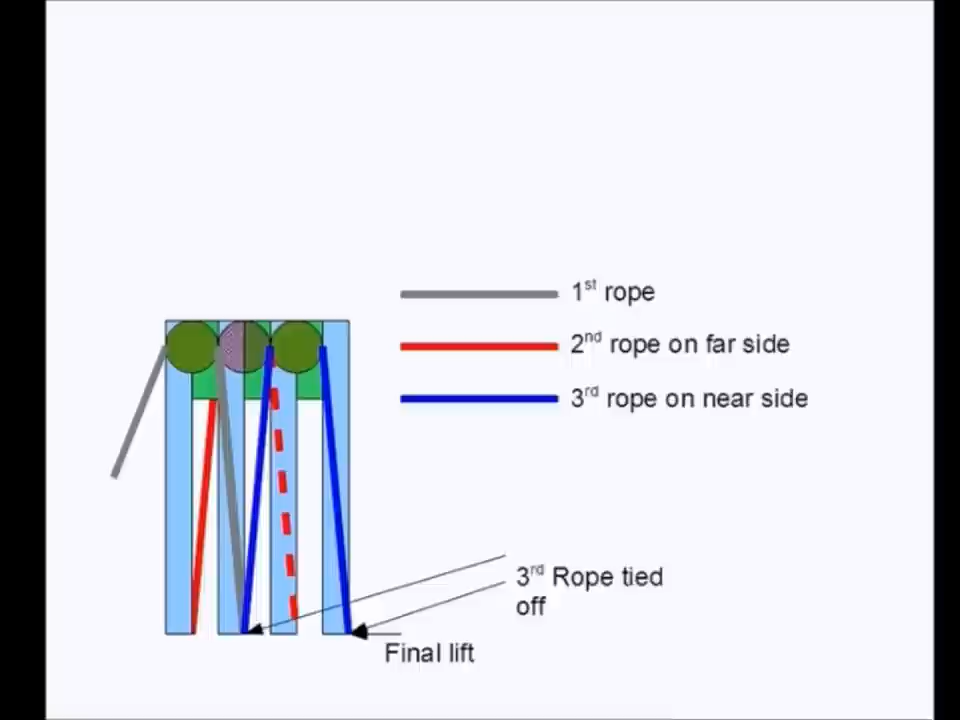 1st rope
2nd rope on far side
3rd rope on near side
3rd Rope tied
off
Final lift